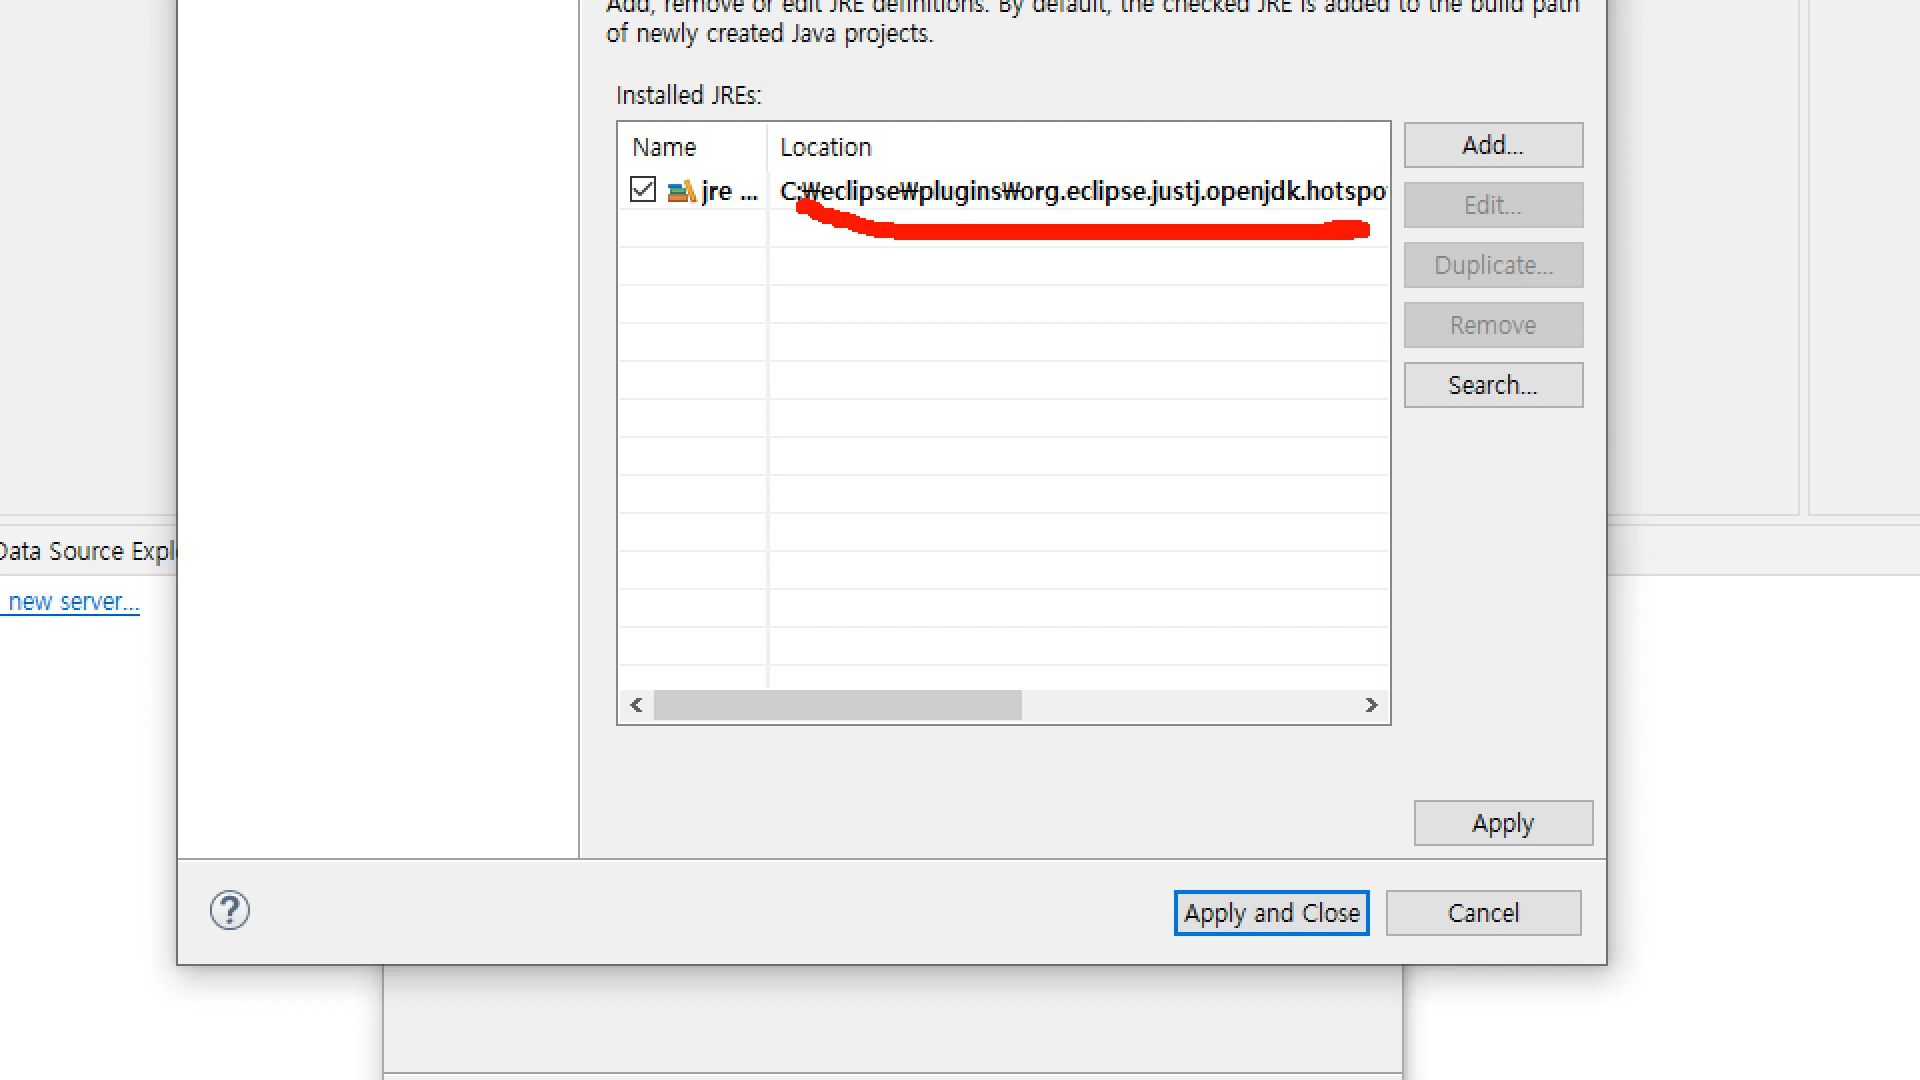 Add, remove or edit JRE definitions. By default, the checked JRE is added to the build path
of newly created Java projects.
Installed JREs:
Name Location
jre ... C:₩eclipse₩plugins₩org.eclipse.justj.openjdk.hotspo
Add...
Edit...
Duplicate...
Remove
Search...
Data Source Expl
new server...
Apply
Apply and Close
Cancel